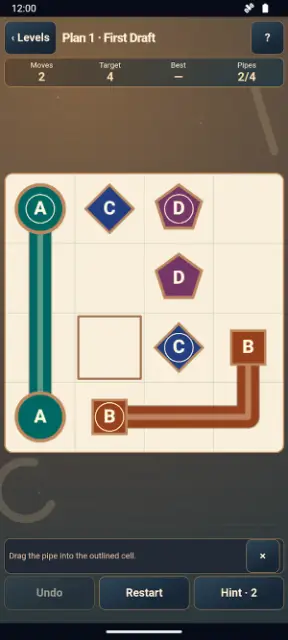 12:00
‹ Levels Plan 1 · First Draft ?
Moves Target Best Pipes
2 4 — 2/4
A C D
D
C B
A B
Drag the pipe into the outlined cell. ×
Undo Restart Hint · 2